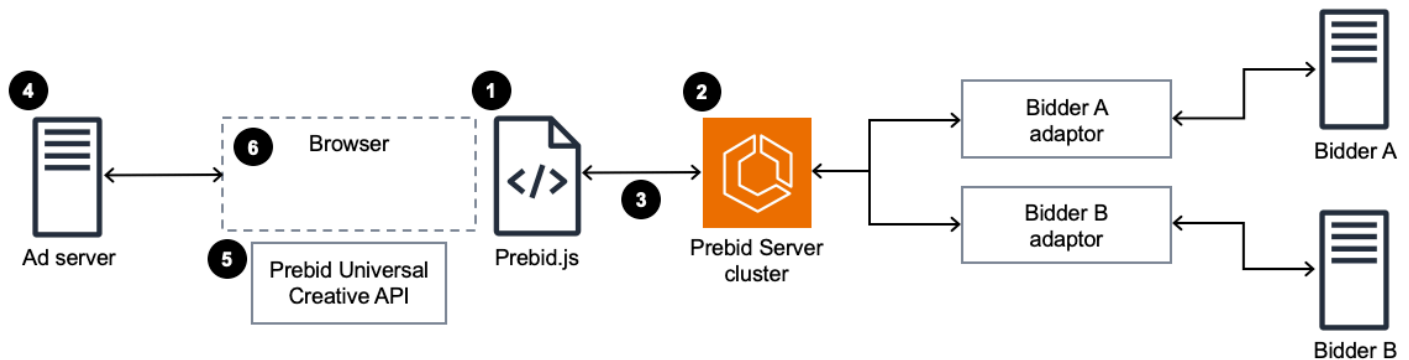 4
Ad server
6
Browser
5
Prebid Universal
Creative API
1
</>
Prebid.js
3
2
Prebid Server
cluster
Bidder A
adaptor
Bidder B
adaptor
Bidder A
Bidder B